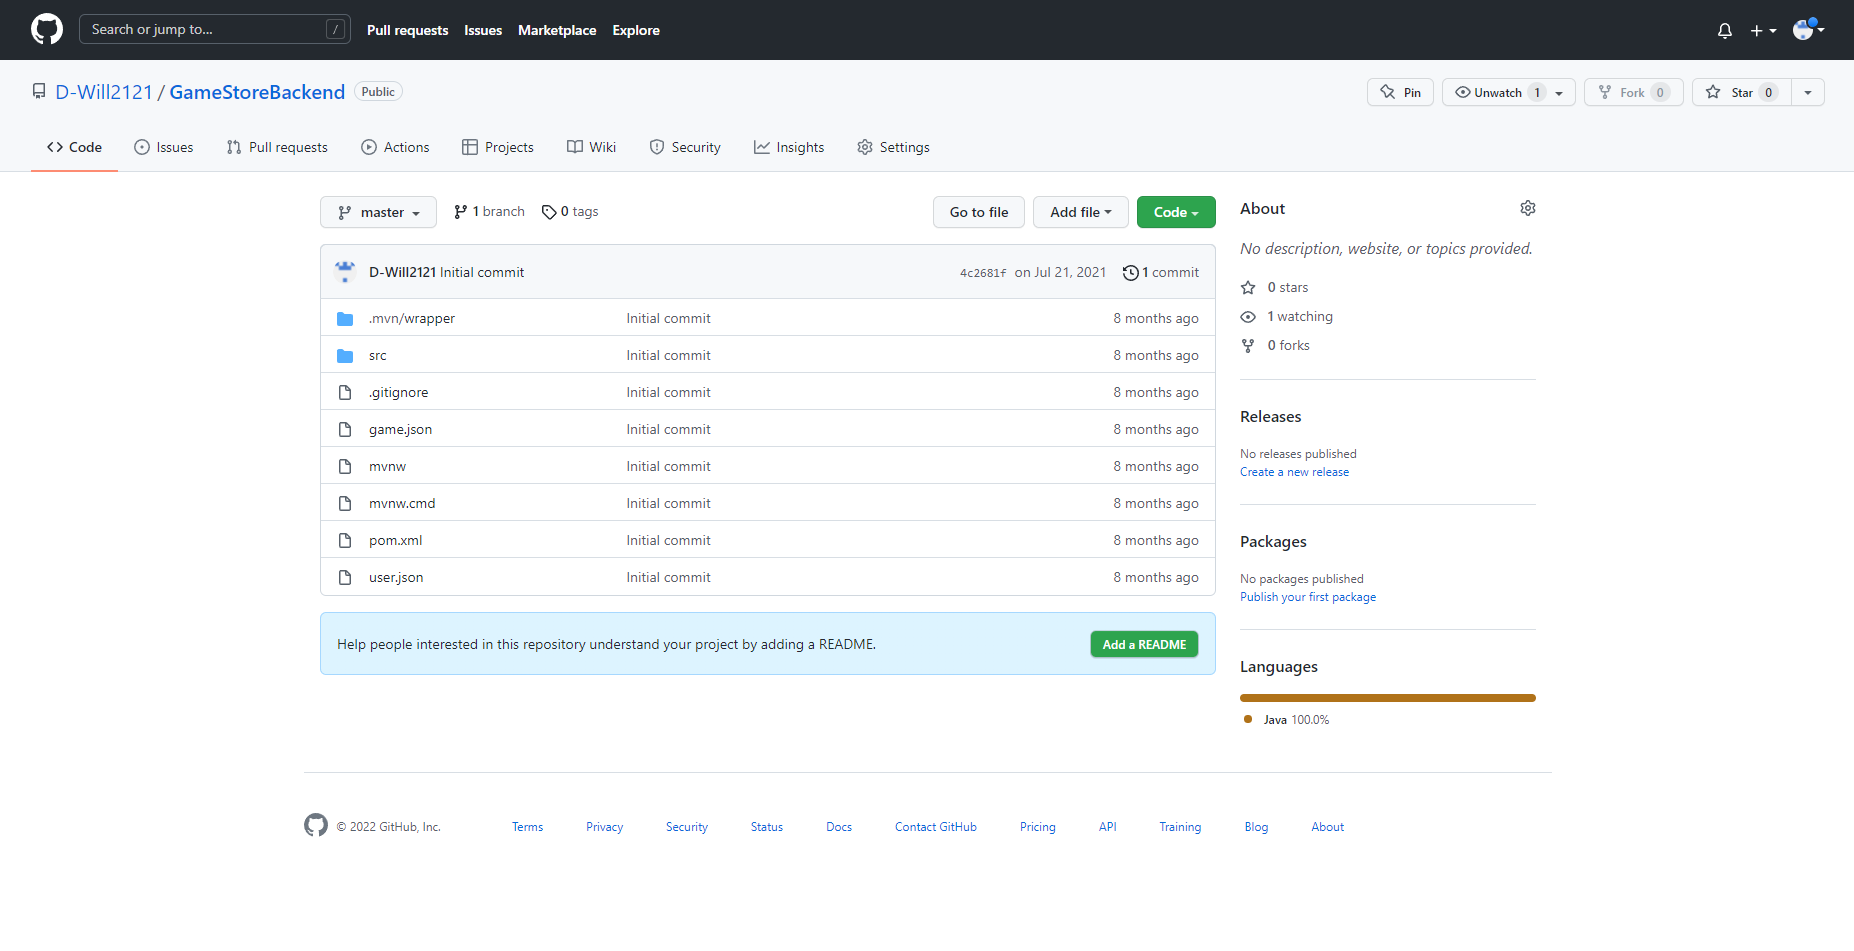 Search or jump to... /
Pull requests Issues Marketplace Explore
D-Will2121 / GameStoreBackend Public
Pin Unwatch 1 Fork 0 Star 0
Code Issues Pull requests Actions Projects Wiki Security Insights Settings
master 1 branch 0 tags Go to file Add file Code
D-Will2121 Initial commit 4c2681f on Jul 21, 2021 1 commit
.mvn/wrapper Initial commit 8 months ago
src Initial commit 8 months ago
.gitignore Initial commit 8 months ago
game.json Initial commit 8 months ago
mvnw Initial commit 8 months ago
mvnw.cmd Initial commit 8 months ago
pom.xml Initial commit 8 months ago
user.json Initial commit 8 months ago
Help people interested in this repository understand your project by adding a README. Add a README
About
No description, website, or topics provided.
0 stars
1 watching
0 forks
Releases
No releases published
Create a new release
Packages
No packages published
Publish your first package
Languages
Java 100.0%
© 2022 GitHub, Inc. Terms Privacy Security Status Docs Contact GitHub Pricing API Training Blog About